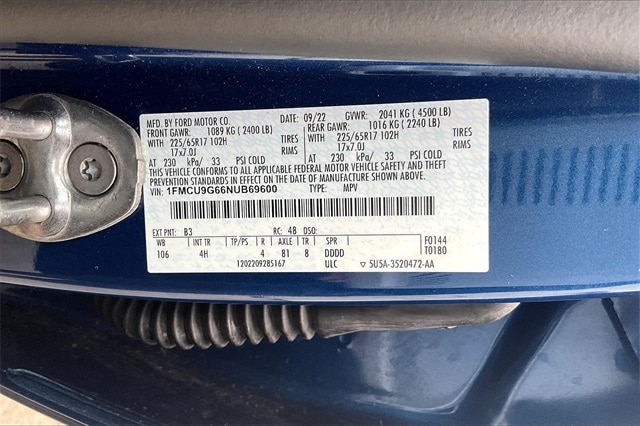 MFD. BY FORD MOTOR CO. DATE: 09/22 GVWR: 2041 KG ( 4500 LB)
FRONT GAWR: 1089 KG ( 2400 LB) REAR GAWR: 1016 KG ( 2240 LB)
WITH 225/65R17 102H TIRES WITH 225/65R17 102H TIRES
17x7.0J RIMS 17x7.0J RIMS
AT 230 kPa/ 33 PSI COLD AT 230 kPa/ 33 PSI COLD
THIS VEHICLE CONFORMS TO ALL APPLICABLE FEDERAL MOTOR VEHICLE SAFETY AND THEFT PREVENTION STANDARDS IN EFFECT ON THE
DATE OF MANUFACTURE SHOWN ABOVE.
VIN: 1FMCU9G66NUB69600 TYPE: MPV
EXT PNT: B3 RC: 48 DSO: F0144
WB INT TR TP/PS R AXLE TR SPR T0180
106 4H 4 81 8 DDDD
1202209285167 ULC 5U5A-3520472-AA